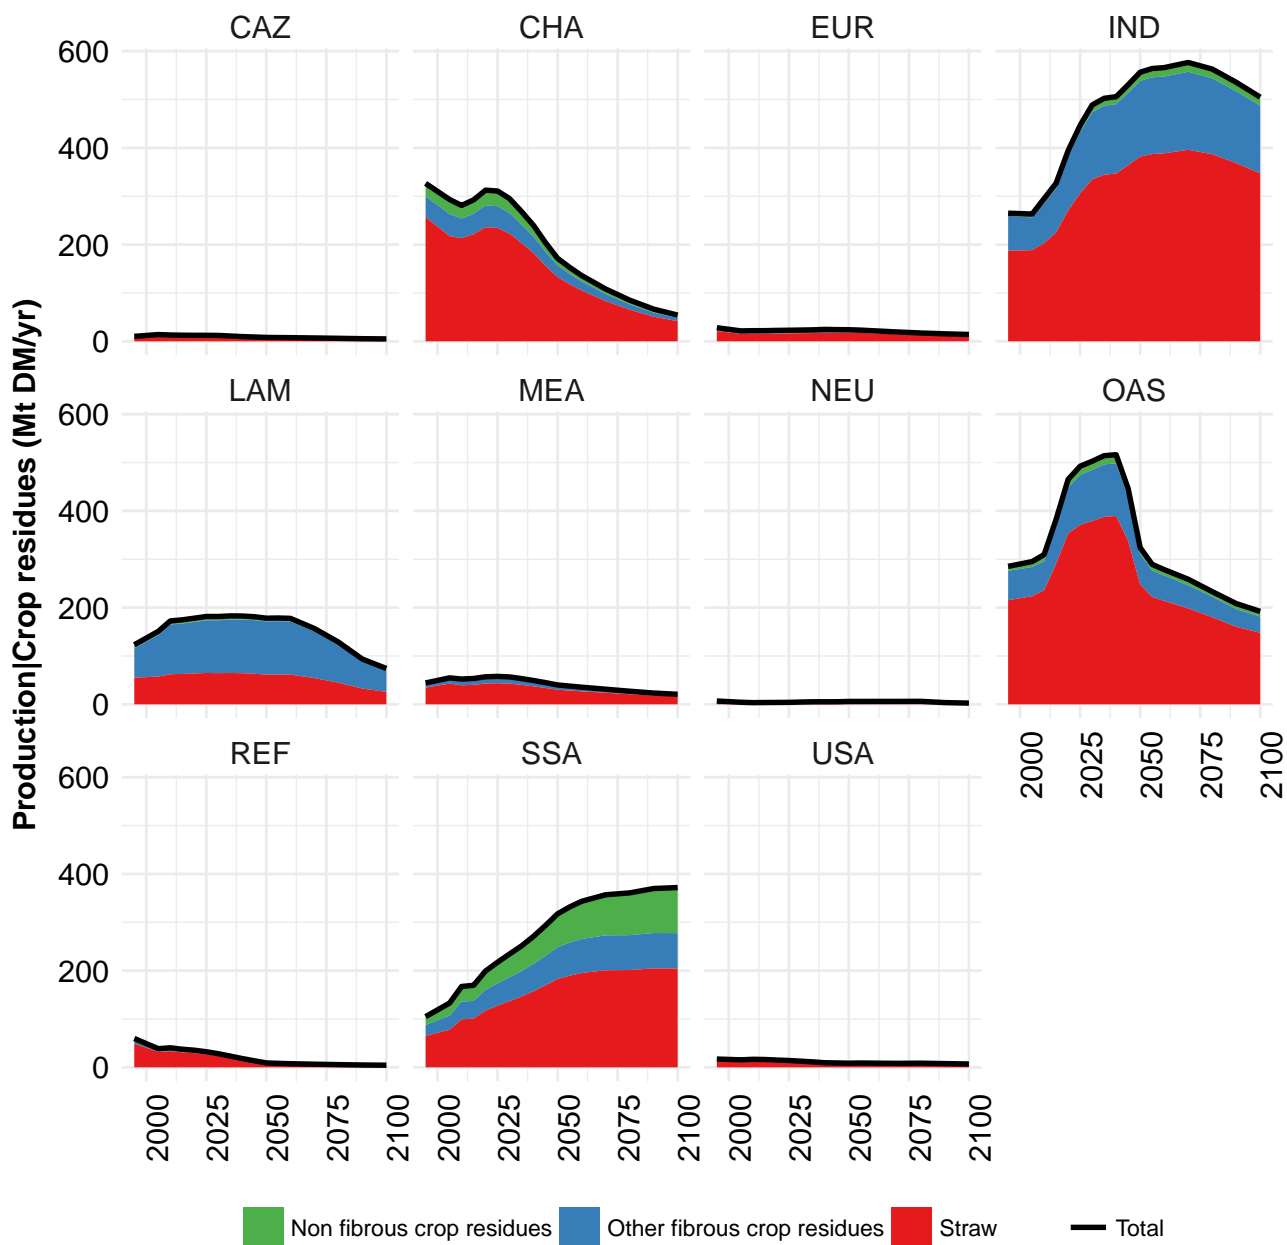 CAZ CHA EUR IND
600
400
200
0
LAM MEA NEU OAS
600
400
200
0
REF SSA USA
600
400
200
0
Production|Crop residues (Mt DM/yr)
2000 2025 2050 2075 2100
2000 2025 2050 2075 2100
2000 2025 2050 2075 2100
2000 2025 2050 2075 2100
Non fibrous crop residues Other fibrous crop residues Straw Total